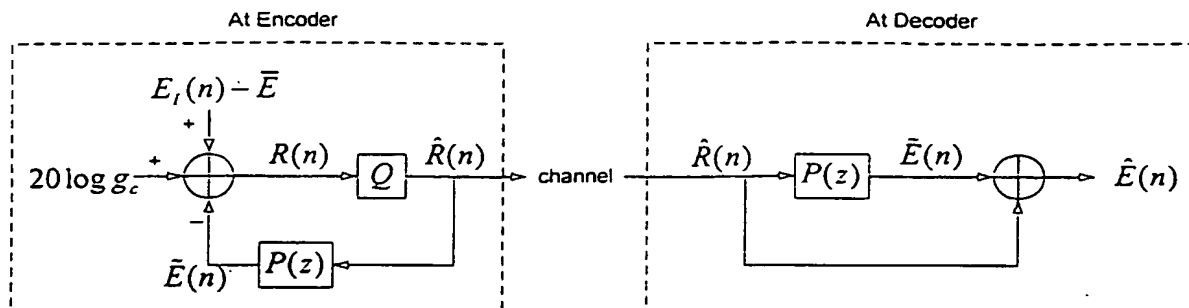 At Encoder
At Decoder
E_I(n) − Ē
+
+
20 log g_c
R(n)
Q
R̂(n)
channel
R̂(n)
P(z)
Ẽ(n)
Ê(n)
−
Ẽ(n)
P(z)